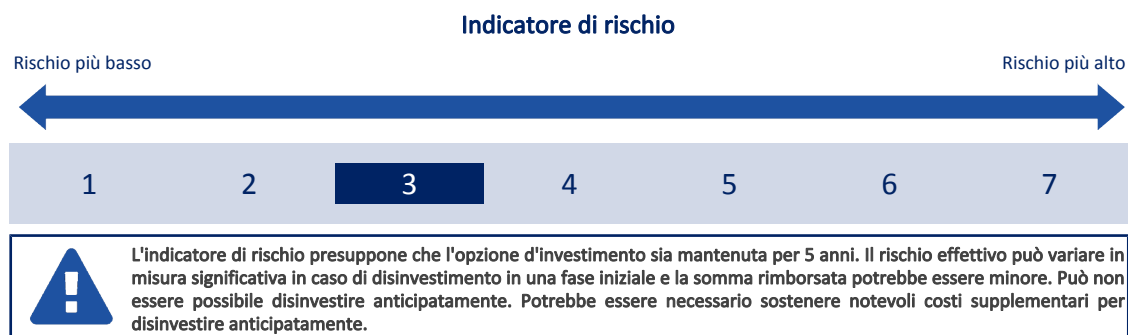 Indicatore di rischio
Rischio più basso
Rischio più alto
1 2 3 4 5 6 7
L'indicatore di rischio presuppone che l'opzione d'investimento sia mantenuta per 5 anni. Il rischio effettivo può variare in
misura significativa in caso di disinvestimento in una fase iniziale e la somma rimborsata potrebbe essere minore. Può non
essere possibile disinvestire anticipatamente. Potrebbe essere necessario sostenere notevoli costi supplementari per
disinvestire anticipatamente.